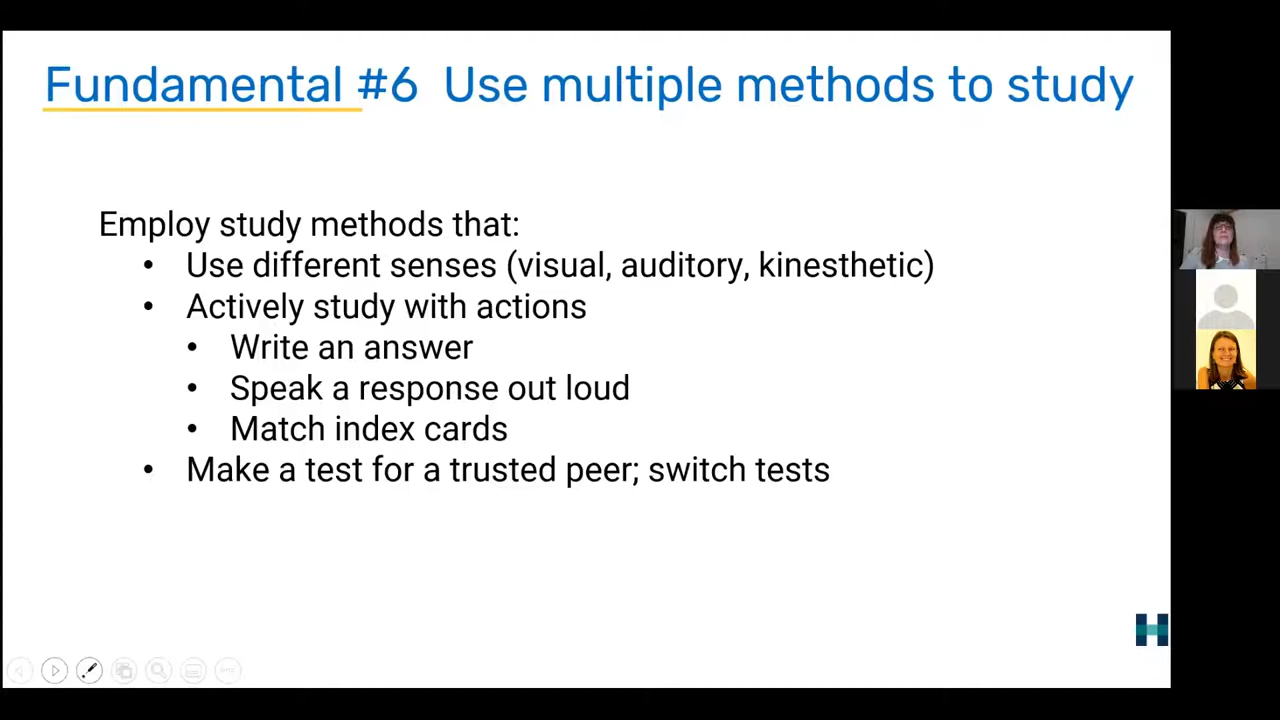 Fundamental #6 Use multiple methods to study
Employ study methods that:
• Use different senses (visual, auditory, kinesthetic)
• Actively study with actions
• Write an answer
• Speak a response out loud
• Match index cards
• Make a test for a trusted peer; switch tests
H